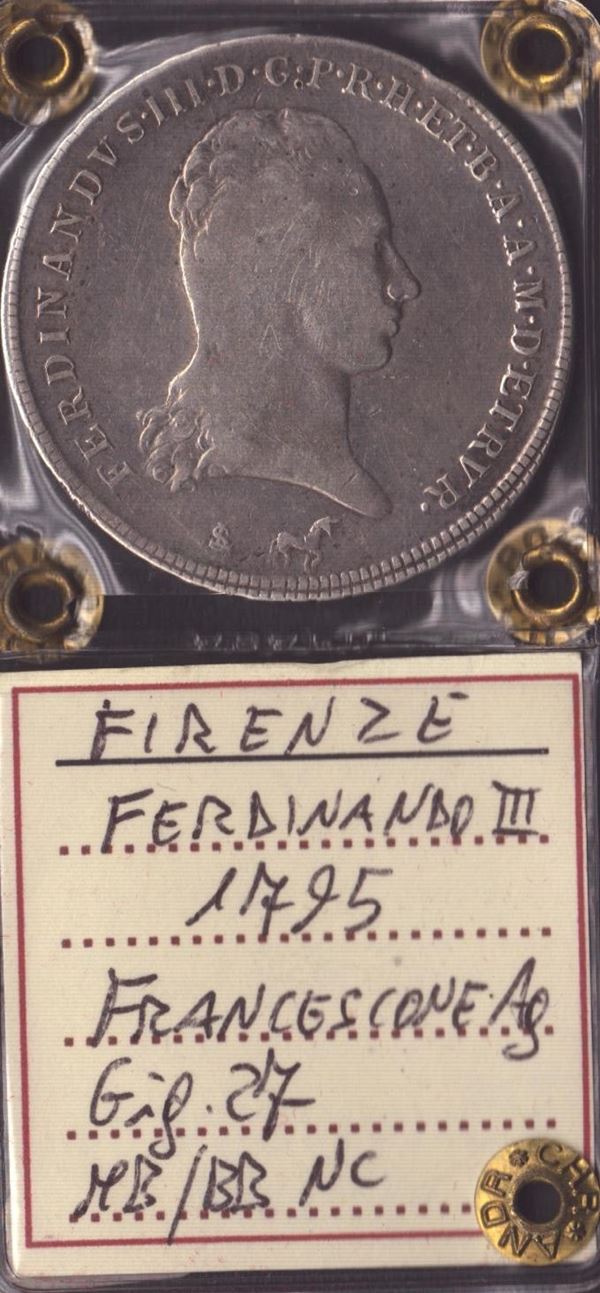 FERDINANDVS·III·D·G·P·R·H·ET·B·A·A·M·D·ETRVR·
FIRENZE
FERDINANDO III
1795
FRANCESCONE Ag
Gig. 27
MB/BB NC